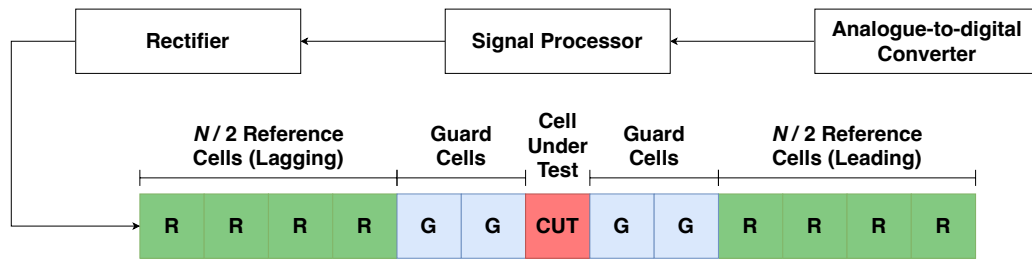 Rectifier
Signal Processor
Analogue-to-digital
Converter
N / 2 Reference
Cells (Lagging)
Guard
Cells
Cell
Under
Test
Guard
Cells
N / 2 Reference
Cells (Leading)
R R R R G G CUT G G R R R R